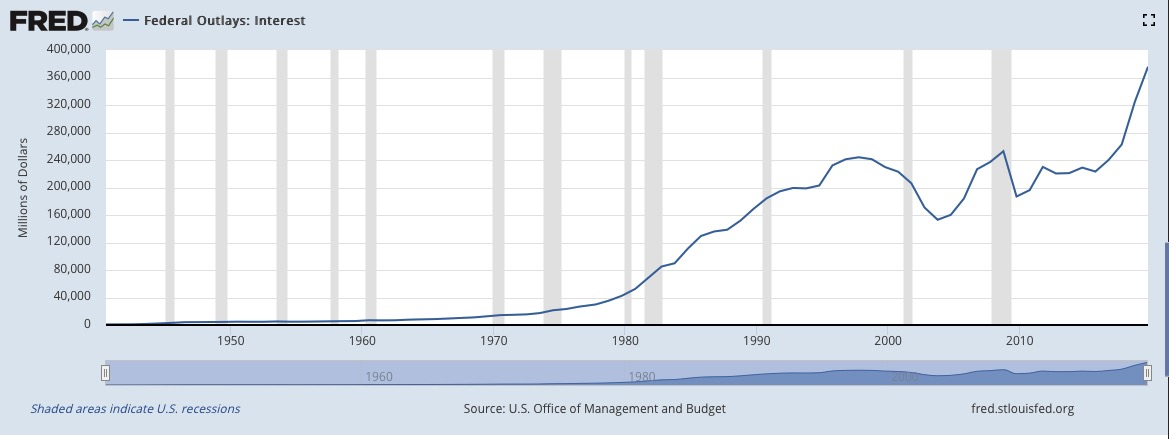 FRED Federal Outlays: Interest
400,000
360,000
320,000
280,000
240,000
200,000
160,000
120,000
80,000
40,000
0
Millions of Dollars
1950 1960 1970 1980 1990 2000 2010
1960 1980 2000
Shaded areas indicate U.S. recessions Source: U.S. Office of Management and Budget fred.stlouisfed.org